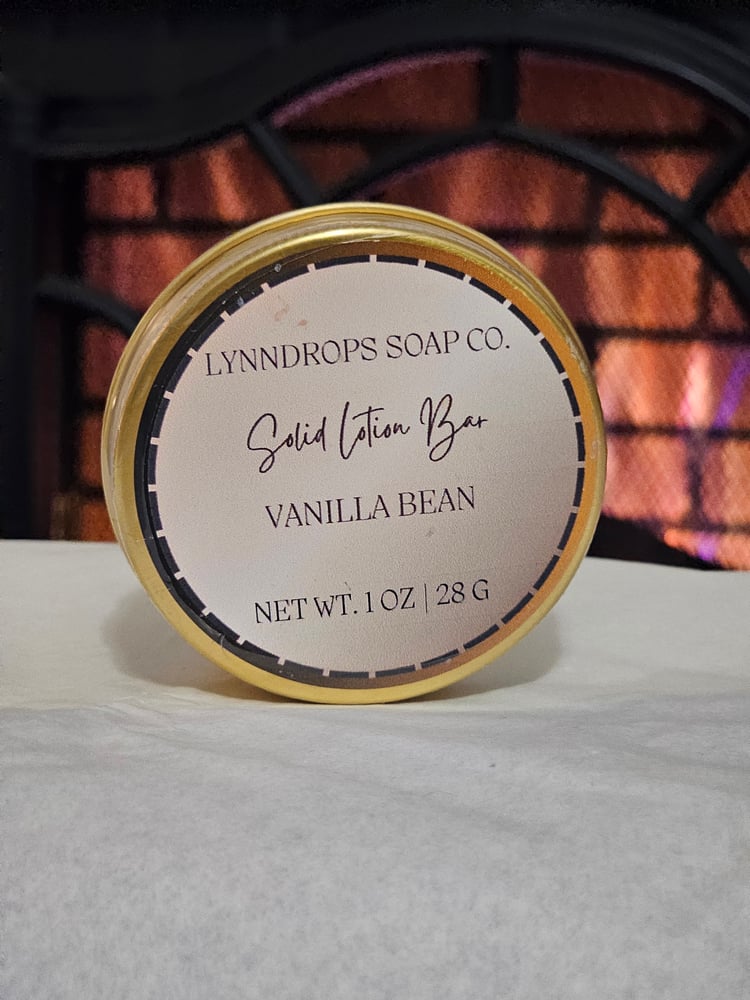 LYNNDROPS SOAP CO.
Solid Lotion Bar
VANILLA BEAN
NET WT. 1 OZ | 28 G